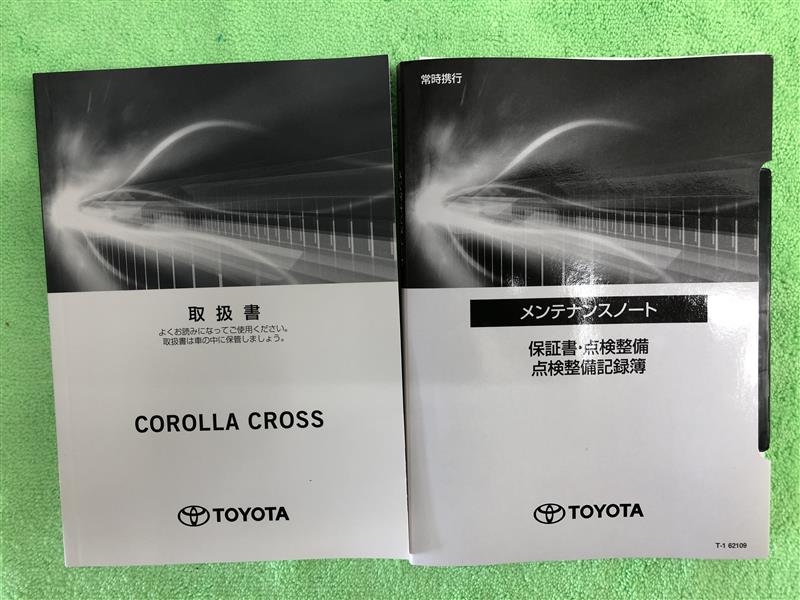 取扱書
よくお読みになってご使用ください。
取扱書は車の中に保管しましょう。
COROLLA CROSS
TOYOTA
常時携行
メンテナンスノート
保証書・点検整備
点検整備記録簿
TOYOTA
T-1 62109